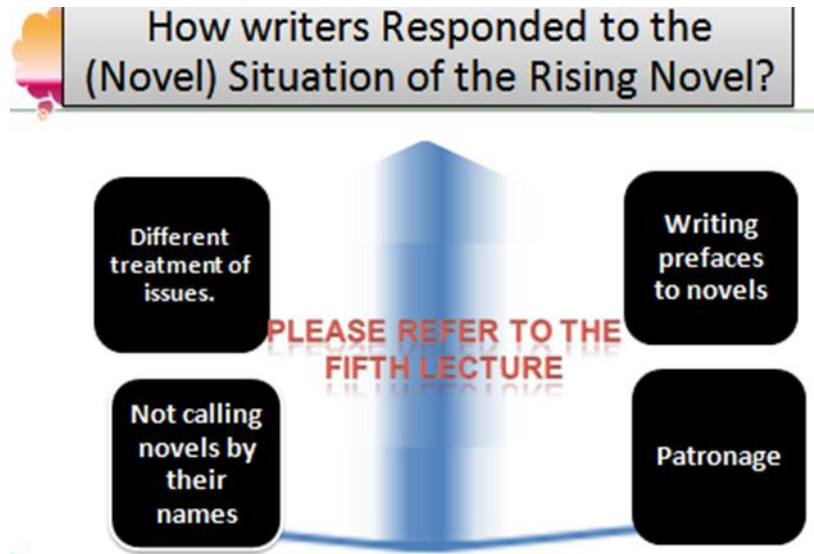 How writers Responded to the
(Novel) Situation of the Rising Novel?
Different
treatment of
issues.
Writing
prefaces
to novels
PLEASE REFER TO THE
FIFTH LECTURE
Not calling
novels by
their
names
Patronage